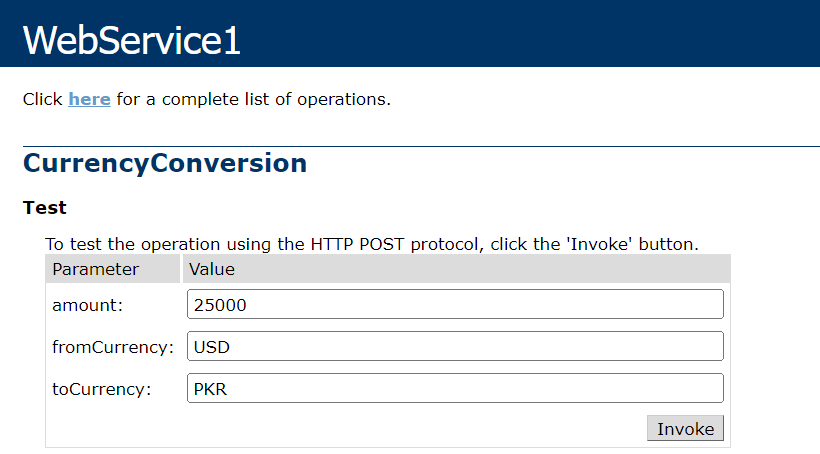 WebService1
Click here for a complete list of operations.
CurrencyConversion
Test
To test the operation using the HTTP POST protocol, click the 'Invoke' button.
Parameter Value
amount: 25000
fromCurrency: USD
toCurrency: PKR
Invoke